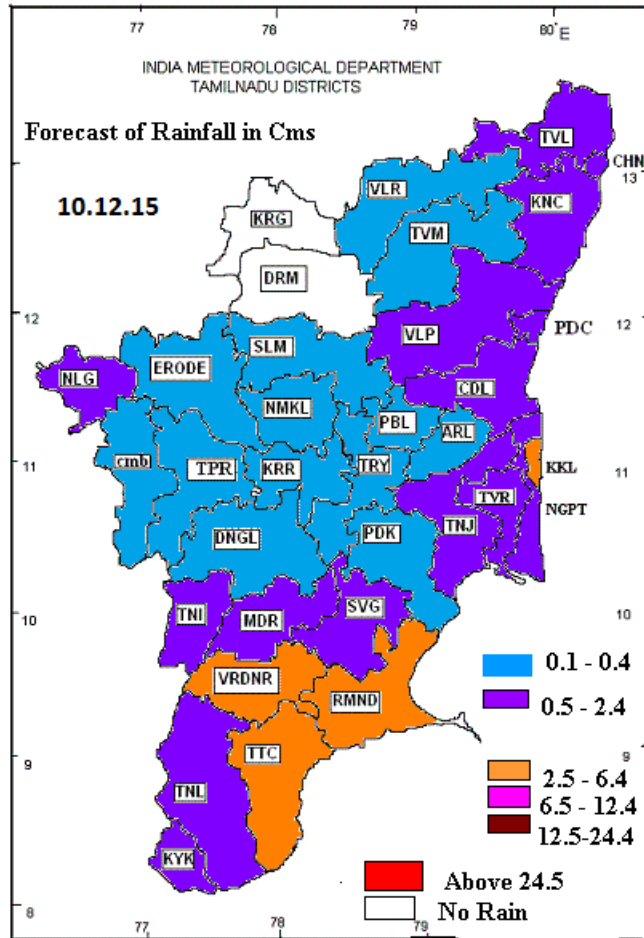 77 78 79 80°E
INDIA METEOROLOGICAL DEPARTMENT
TAMILNADU DISTRICTS
Forecast of Rainfall in Cms
TVL
CHN
13
VLR
10.12.15
KNC
KRG
TVM
DRM
12
12
PDC
VLP
SLM
ERODE
NLG
CDL
NMKL
PBL
ARL
cmb
TPR
KRR
TRY
11
11
KKL
TVR
NGPT
TNJ
DNGL
PDK
10
10
TNI
MDR
SVG
0.1 - 0.4
VRDNR
0.5 - 2.4
RMND
9
9
TTC
2.5 - 6.4
TNL
6.5 - 12.4
12.5-24.4
KYK
Above 24.5
8
No Rain
77 78 79